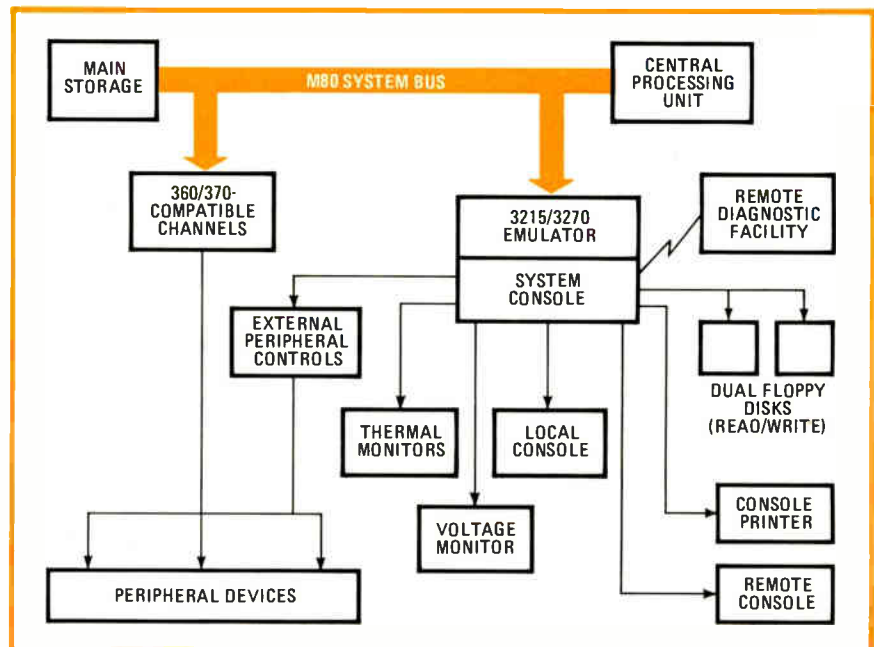 MAIN
STORAGE
M80 SYSTEM BUS
CENTRAL
PROCESSING
UNIT
360/370-
COMPATIBLE
CHANNELS
3215/3270
EMULATOR
REMOTE
DIAGNOSTIC
FACILITY
SYSTEM
CONSOLE
EXTERNAL
PERIPHERAL
CONTROLS
DUAL FLOPPY
DISKS
(READ/WRITE)
THERMAL
MONITORS
LOCAL
CONSOLE
VOLTAGE
MONITOR
CONSOLE
PRINTER
PERIPHERAL DEVICES
REMOTE
CONSOLE